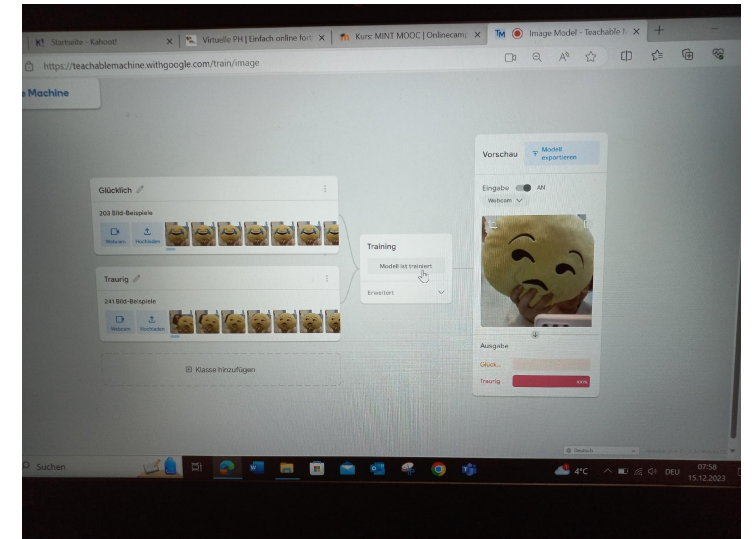 K! Startseite - Kahoot!
Virtuelle PH | Einfach online fort
Kurs: MINT MOOC | Onlinecamp
TM
Image Model - Teachable
https://teachablemachine.withgoogle.com/train/image
Machine
Glücklich
203 Bild-Beispiele
Webcam
Hochladen
Traurig
241 Bild-Beispiele
Webcam
Hochladen
Klasse hinzufügen
Training
Modell ist trainiert
Erweitert
Vorschau
Modell
exportieren
Eingabe
AN
Webcam
Ausgabe
Glück...
Traurig
100%
Deutsch
Suchen
4°C
DEU
07:58
15.12.2023